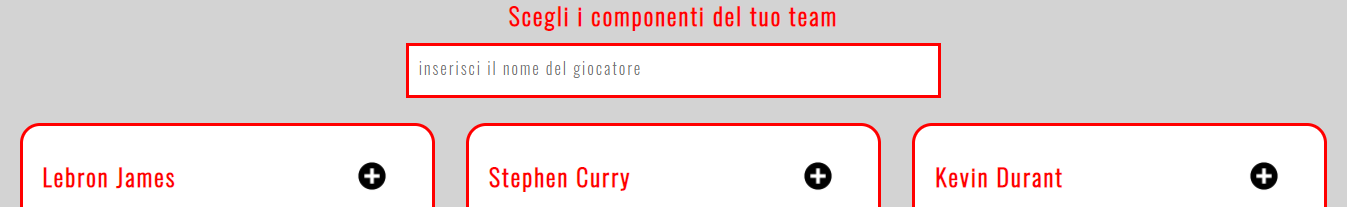 Scegli i componenti del tuo team
inserisci il nome del giocatore
Lebron James
Stephen Curry
Kevin Durant